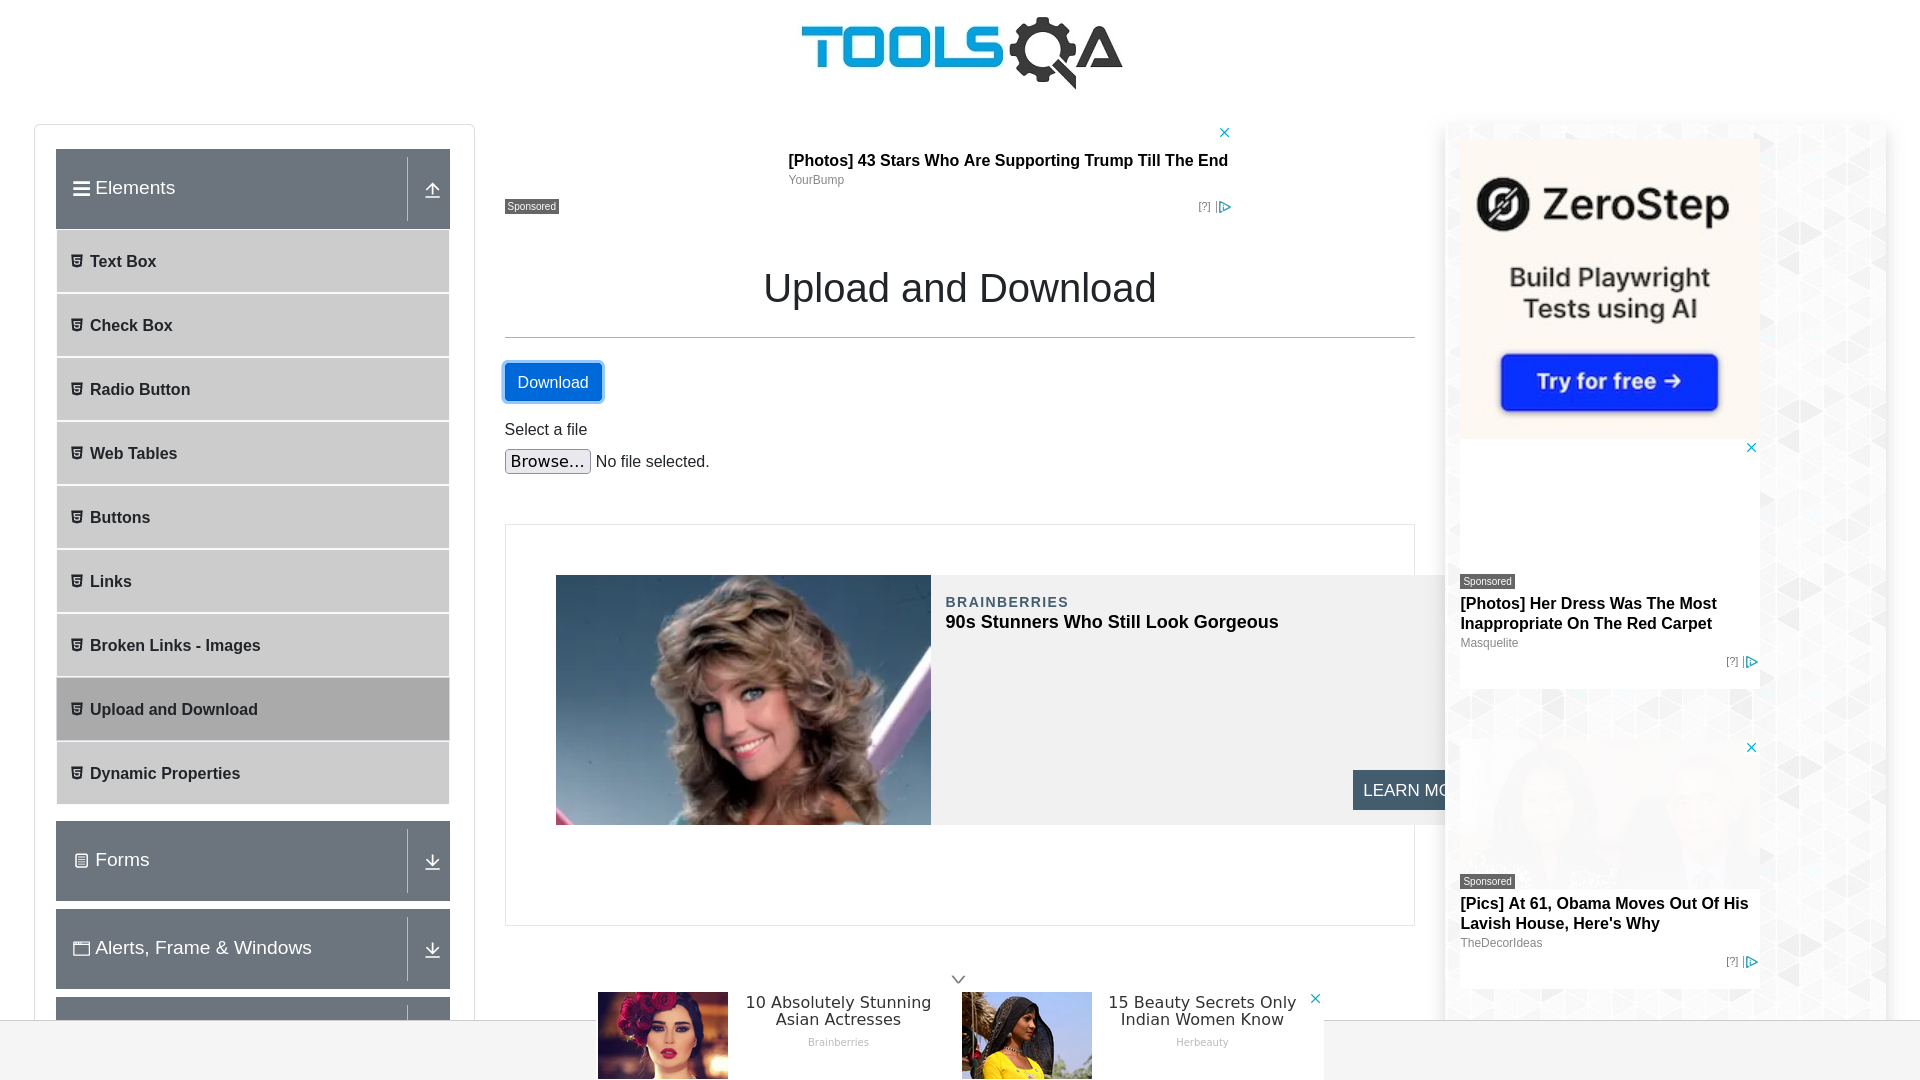 TOOLSQA
Elements
Text Box
Check Box
Radio Button
Web Tables
Buttons
Links
Broken Links - Images
Upload and Download
Dynamic Properties
Forms
Alerts, Frame & Windows
[Photos] 43 Stars Who Are Supporting Trump Till The End
YourBump
Sponsored
[?]
Upload and Download
Download
Select a file
Browse... No file selected.
BRAINBERRIES
90s Stunners Who Still Look Gorgeous
LEARN MO
ZeroStep
Build Playwright
Tests using AI
Try for free →
Sponsored
[Photos] Her Dress Was The Most
Inappropriate On The Red Carpet
Masquelite
[?]
Sponsored
[Pics] At 61, Obama Moves Out Of His
Lavish House, Here's Why
TheDecorIdeas
[?]
10 Absolutely Stunning
Asian Actresses
Brainberries
15 Beauty Secrets Only
Indian Women Know
Herbeauty